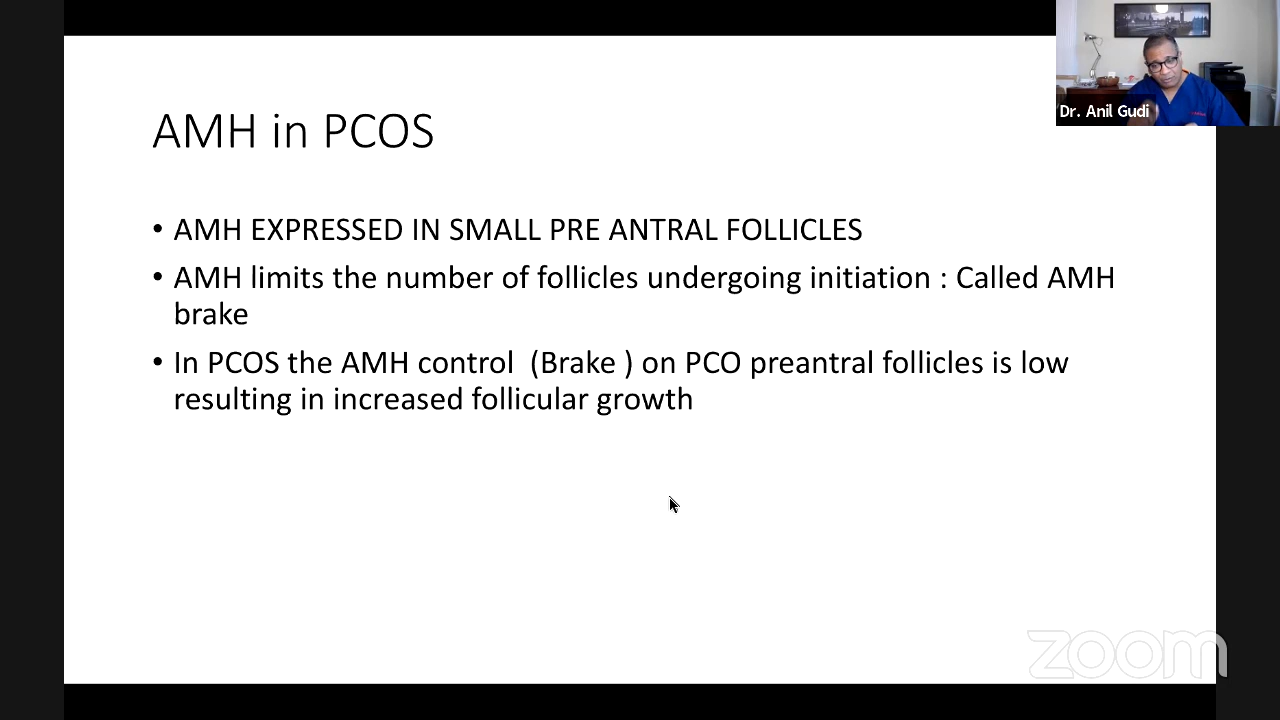 Dr. Anil Gudi
AMH in PCOS
• AMH EXPRESSED IN SMALL PRE ANTRAL FOLLICLES
• AMH limits the number of follicles undergoing initiation : Called AMH
brake
• In PCOS the AMH control (Brake ) on PCO preantral follicles is low
resulting in increased follicular growth
zoom